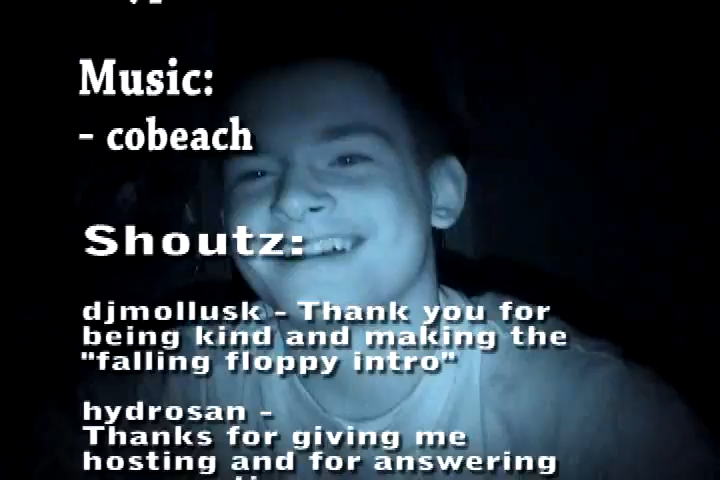 Music:
- cobeach
Shoutz:
djmollusk - Thank you for
being kind and making the
"falling floppy intro"
hydrosan -
Thanks for giving me
hosting and for answering